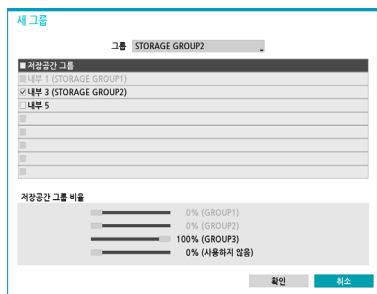 새 그룹
그룹 STORAGE GROUP2
저장공간 그룹
내부 1 (STORAGE GROUP1)
내부 3 (STORAGE GROUP2)
내부 5
저장공간 그룹 비율
0% (GROUP1)
0% (GROUP2)
100% (GROUP3)
0% (사용하지 않음)
확인 취소